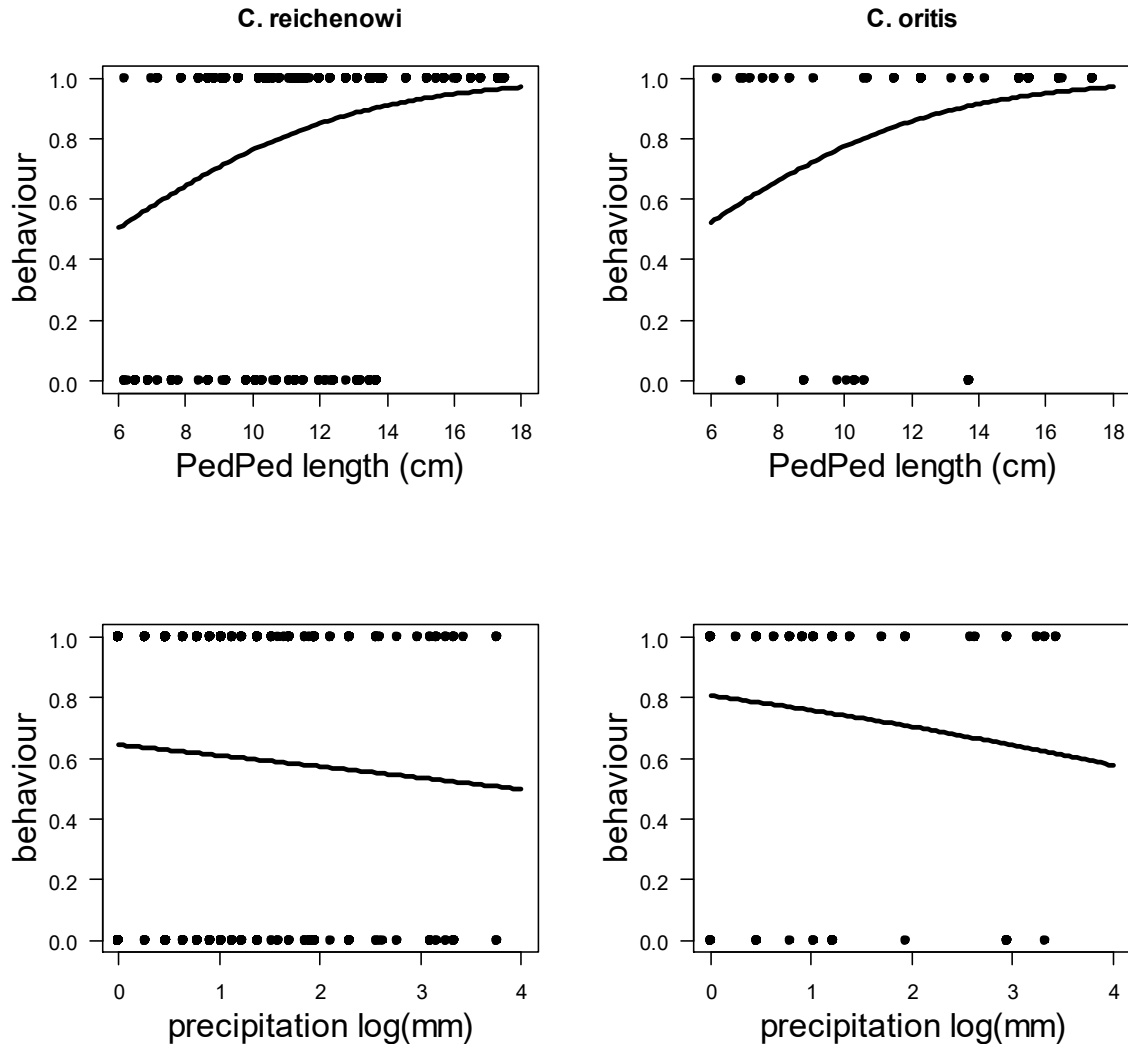 C. reichenowi
C. oritis
behaviour
1.0
0.8
0.6
0.4
0.2
0.0
6 8 10 12 14 16 18
PedPed length (cm)
behaviour
1.0
0.8
0.6
0.4
0.2
0.0
6 8 10 12 14 16 18
PedPed length (cm)
behaviour
1.0
0.8
0.6
0.4
0.2
0.0
0 1 2 3 4
precipitation log(mm)
behaviour
1.0
0.8
0.6
0.4
0.2
0.0
0 1 2 3 4
precipitation log(mm)